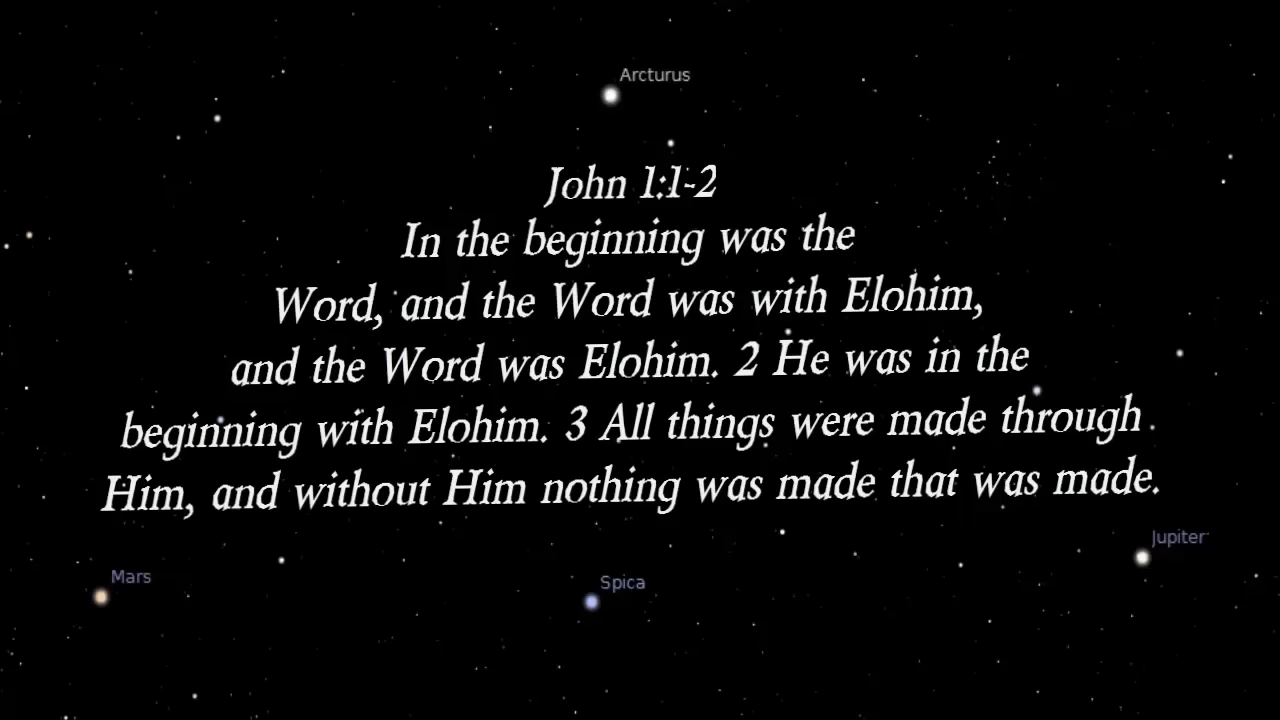 Arcturus
John 1:1-2
In the beginning was the
Word, and the Word was with Elohim,
and the Word was Elohim. 2 He was in the
beginning with Elohim. 3 All things were made through
Him, and without Him nothing was made that was made.
Jupiter
Mars
Spica